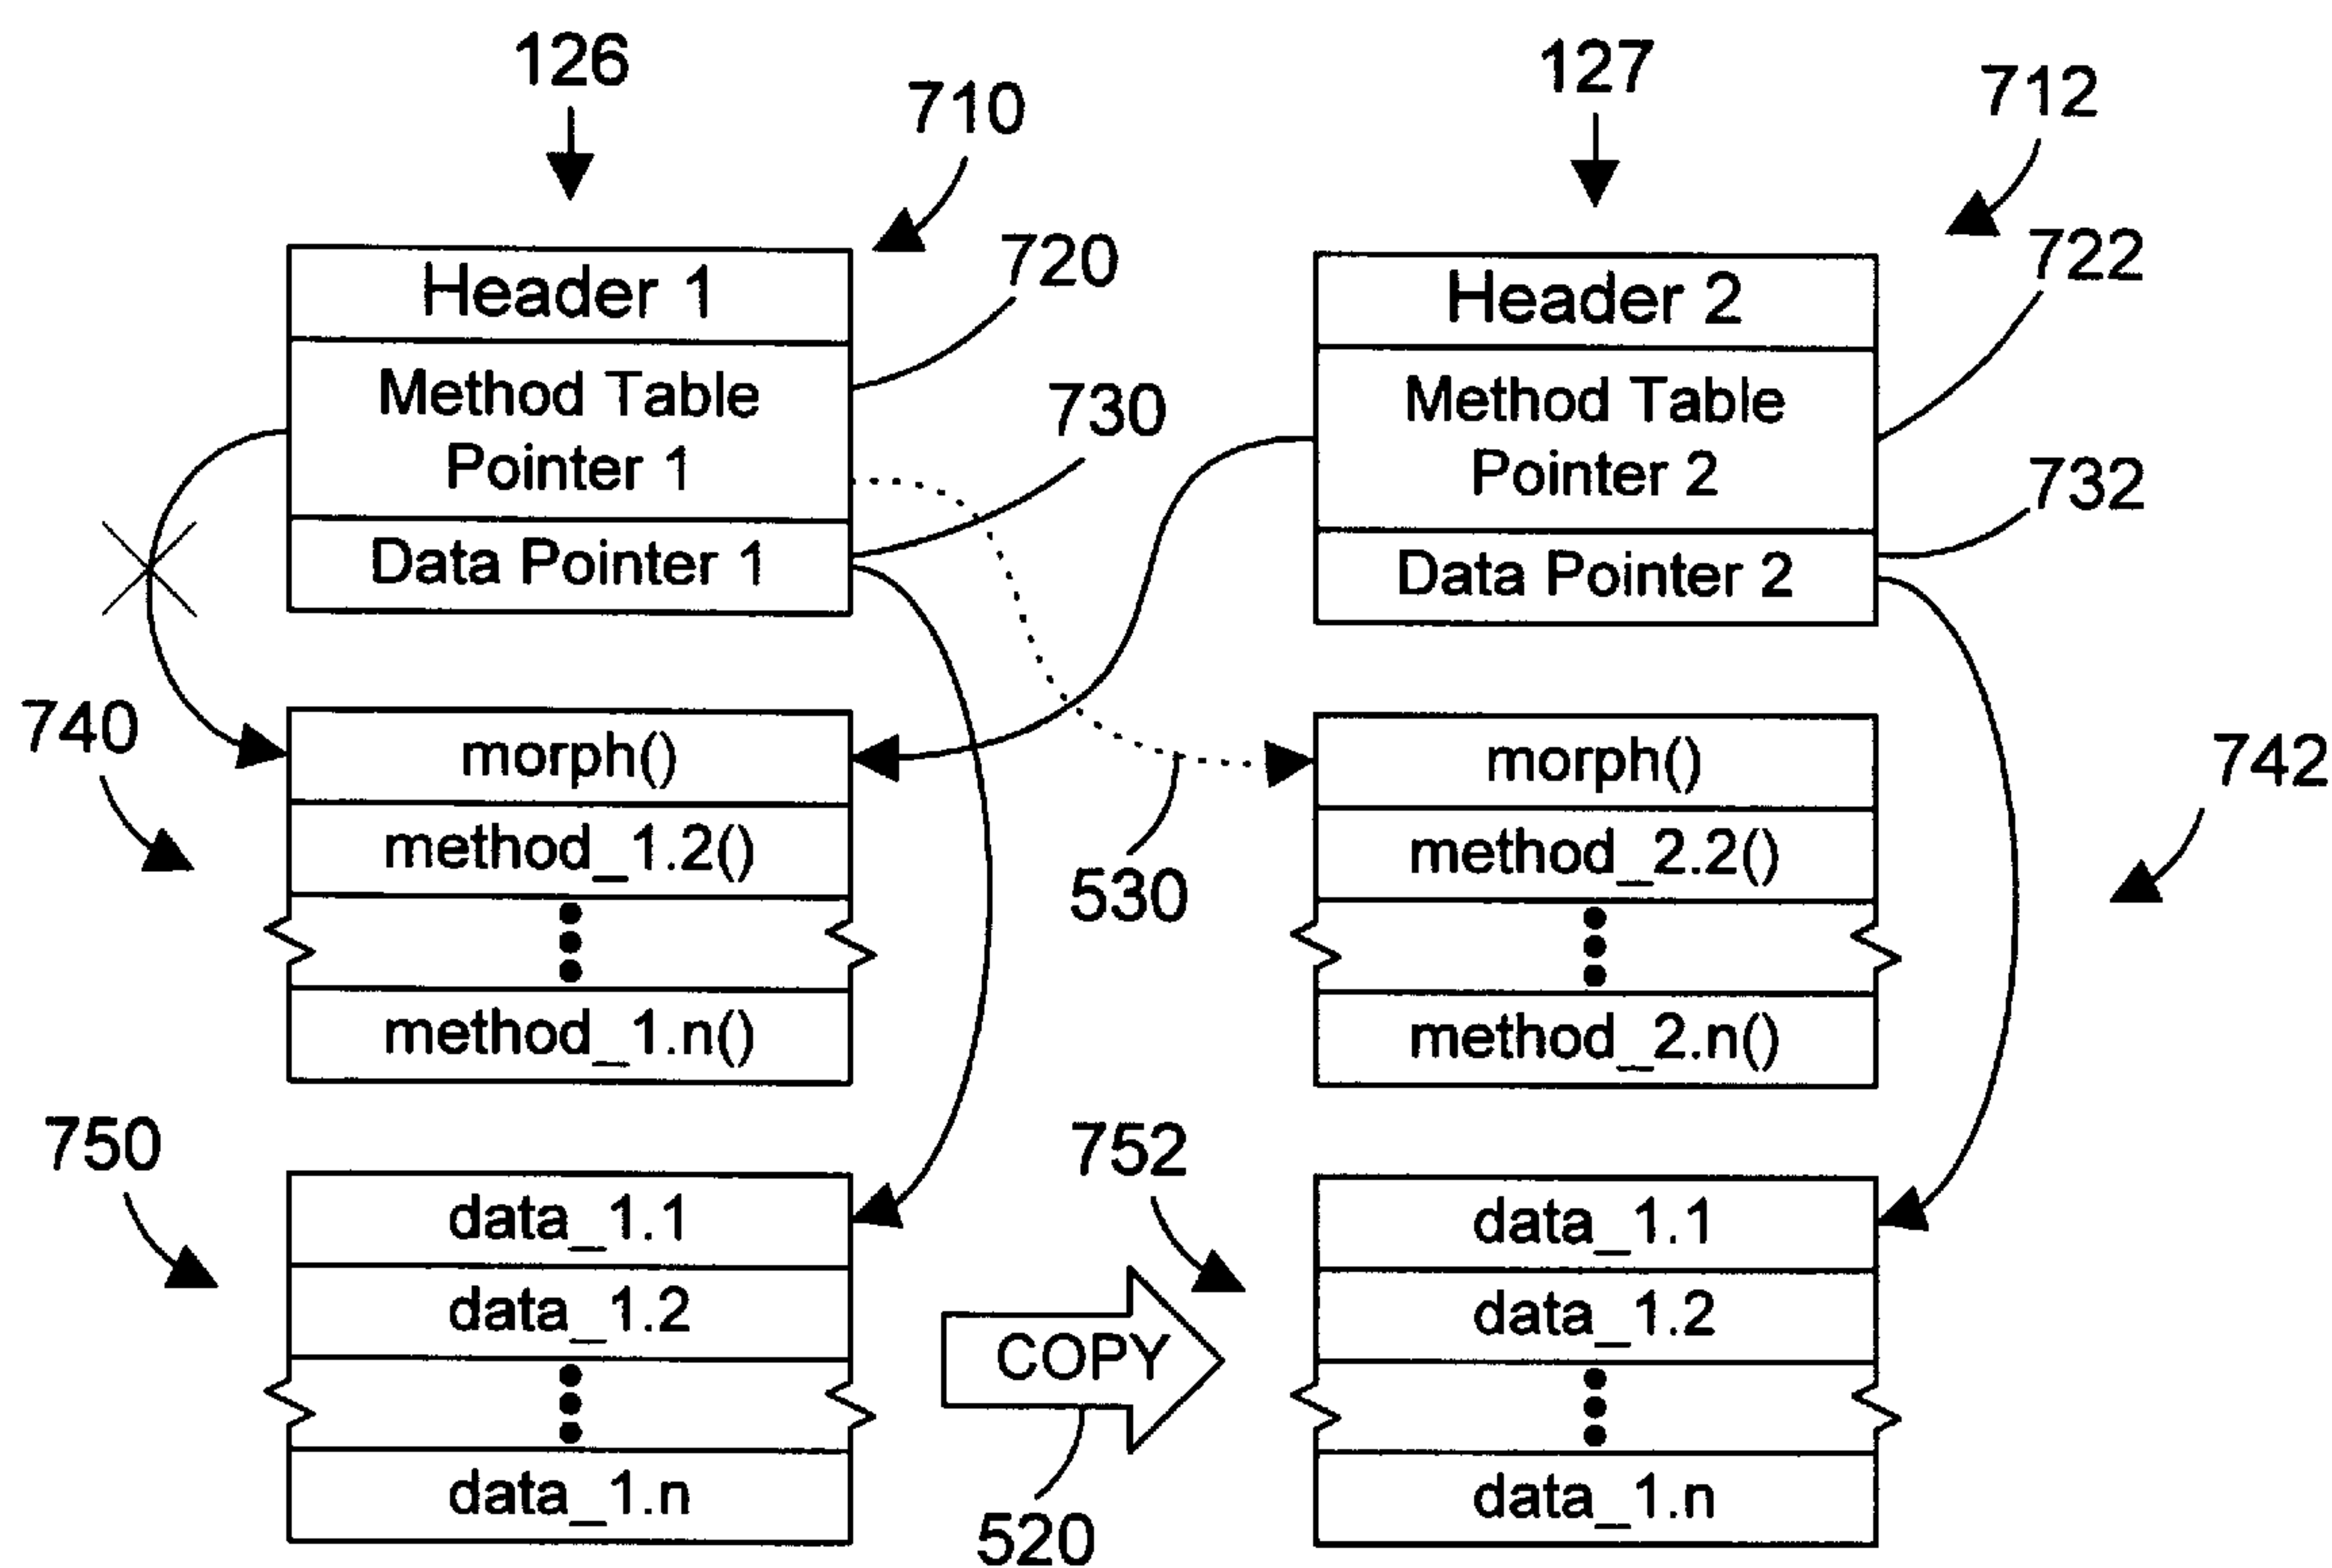 126
127
710
712
720
722
Header 1
Header 2
Method Table
Pointer 1
Method Table
Pointer 2
730
732
Data Pointer 1
Data Pointer 2
740
742
morph()
morph()
method_1.2()
method_2.2()
530
method_1.n()
method_2.n()
750
752
data_1.1
data_1.1
data_1.2
data_1.2
COPY
data_1.n
data_1.n
520